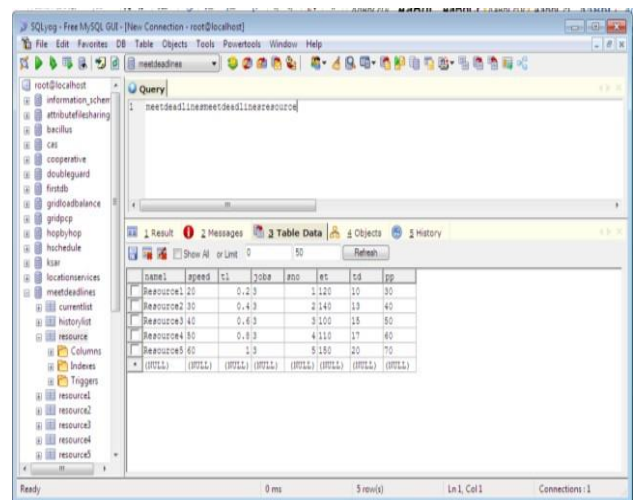 SQLyog - Free MySQL GUI - [New Connection - root@localhost]
File Edit Favorites DB Table Objects Tools Powertools Window Help
meetdeadlines
root@localhost
information_schem
attributefilesharing
bacillus
cas
cooperative
doubleguard
firstdb
gridloadbalance
gridpcp
hopbyhop
hschedule
ksar
locationservices
meetdeadlines
currentlist
historylist
resource
Columns
Indexes
Triggers
resource1
resource2
resource3
resource4
resource5
Query
1 meetdeadlinesmeetdeadlinesresource
1 Result 2 Messages 3 Table Data 4 Objects 5 History
Show All or Limit 0 50 Refresh
name1 speed tl jobs sno et td pp
Resource1 20 0.2 3 1 120 10 30
Resource2 30 0.4 3 2 140 13 40
Resource3 40 0.6 3 3 100 15 50
Resource4 50 0.8 3 4 110 17 60
Resource5 60 1 3 5 150 20 70
* (NULL) (NULL) (NULL) (NULL) (NULL) (NULL) (NULL) (NULL)
Ready 0 ms 5 row(s) Ln 1, Col 1 Connections : 1